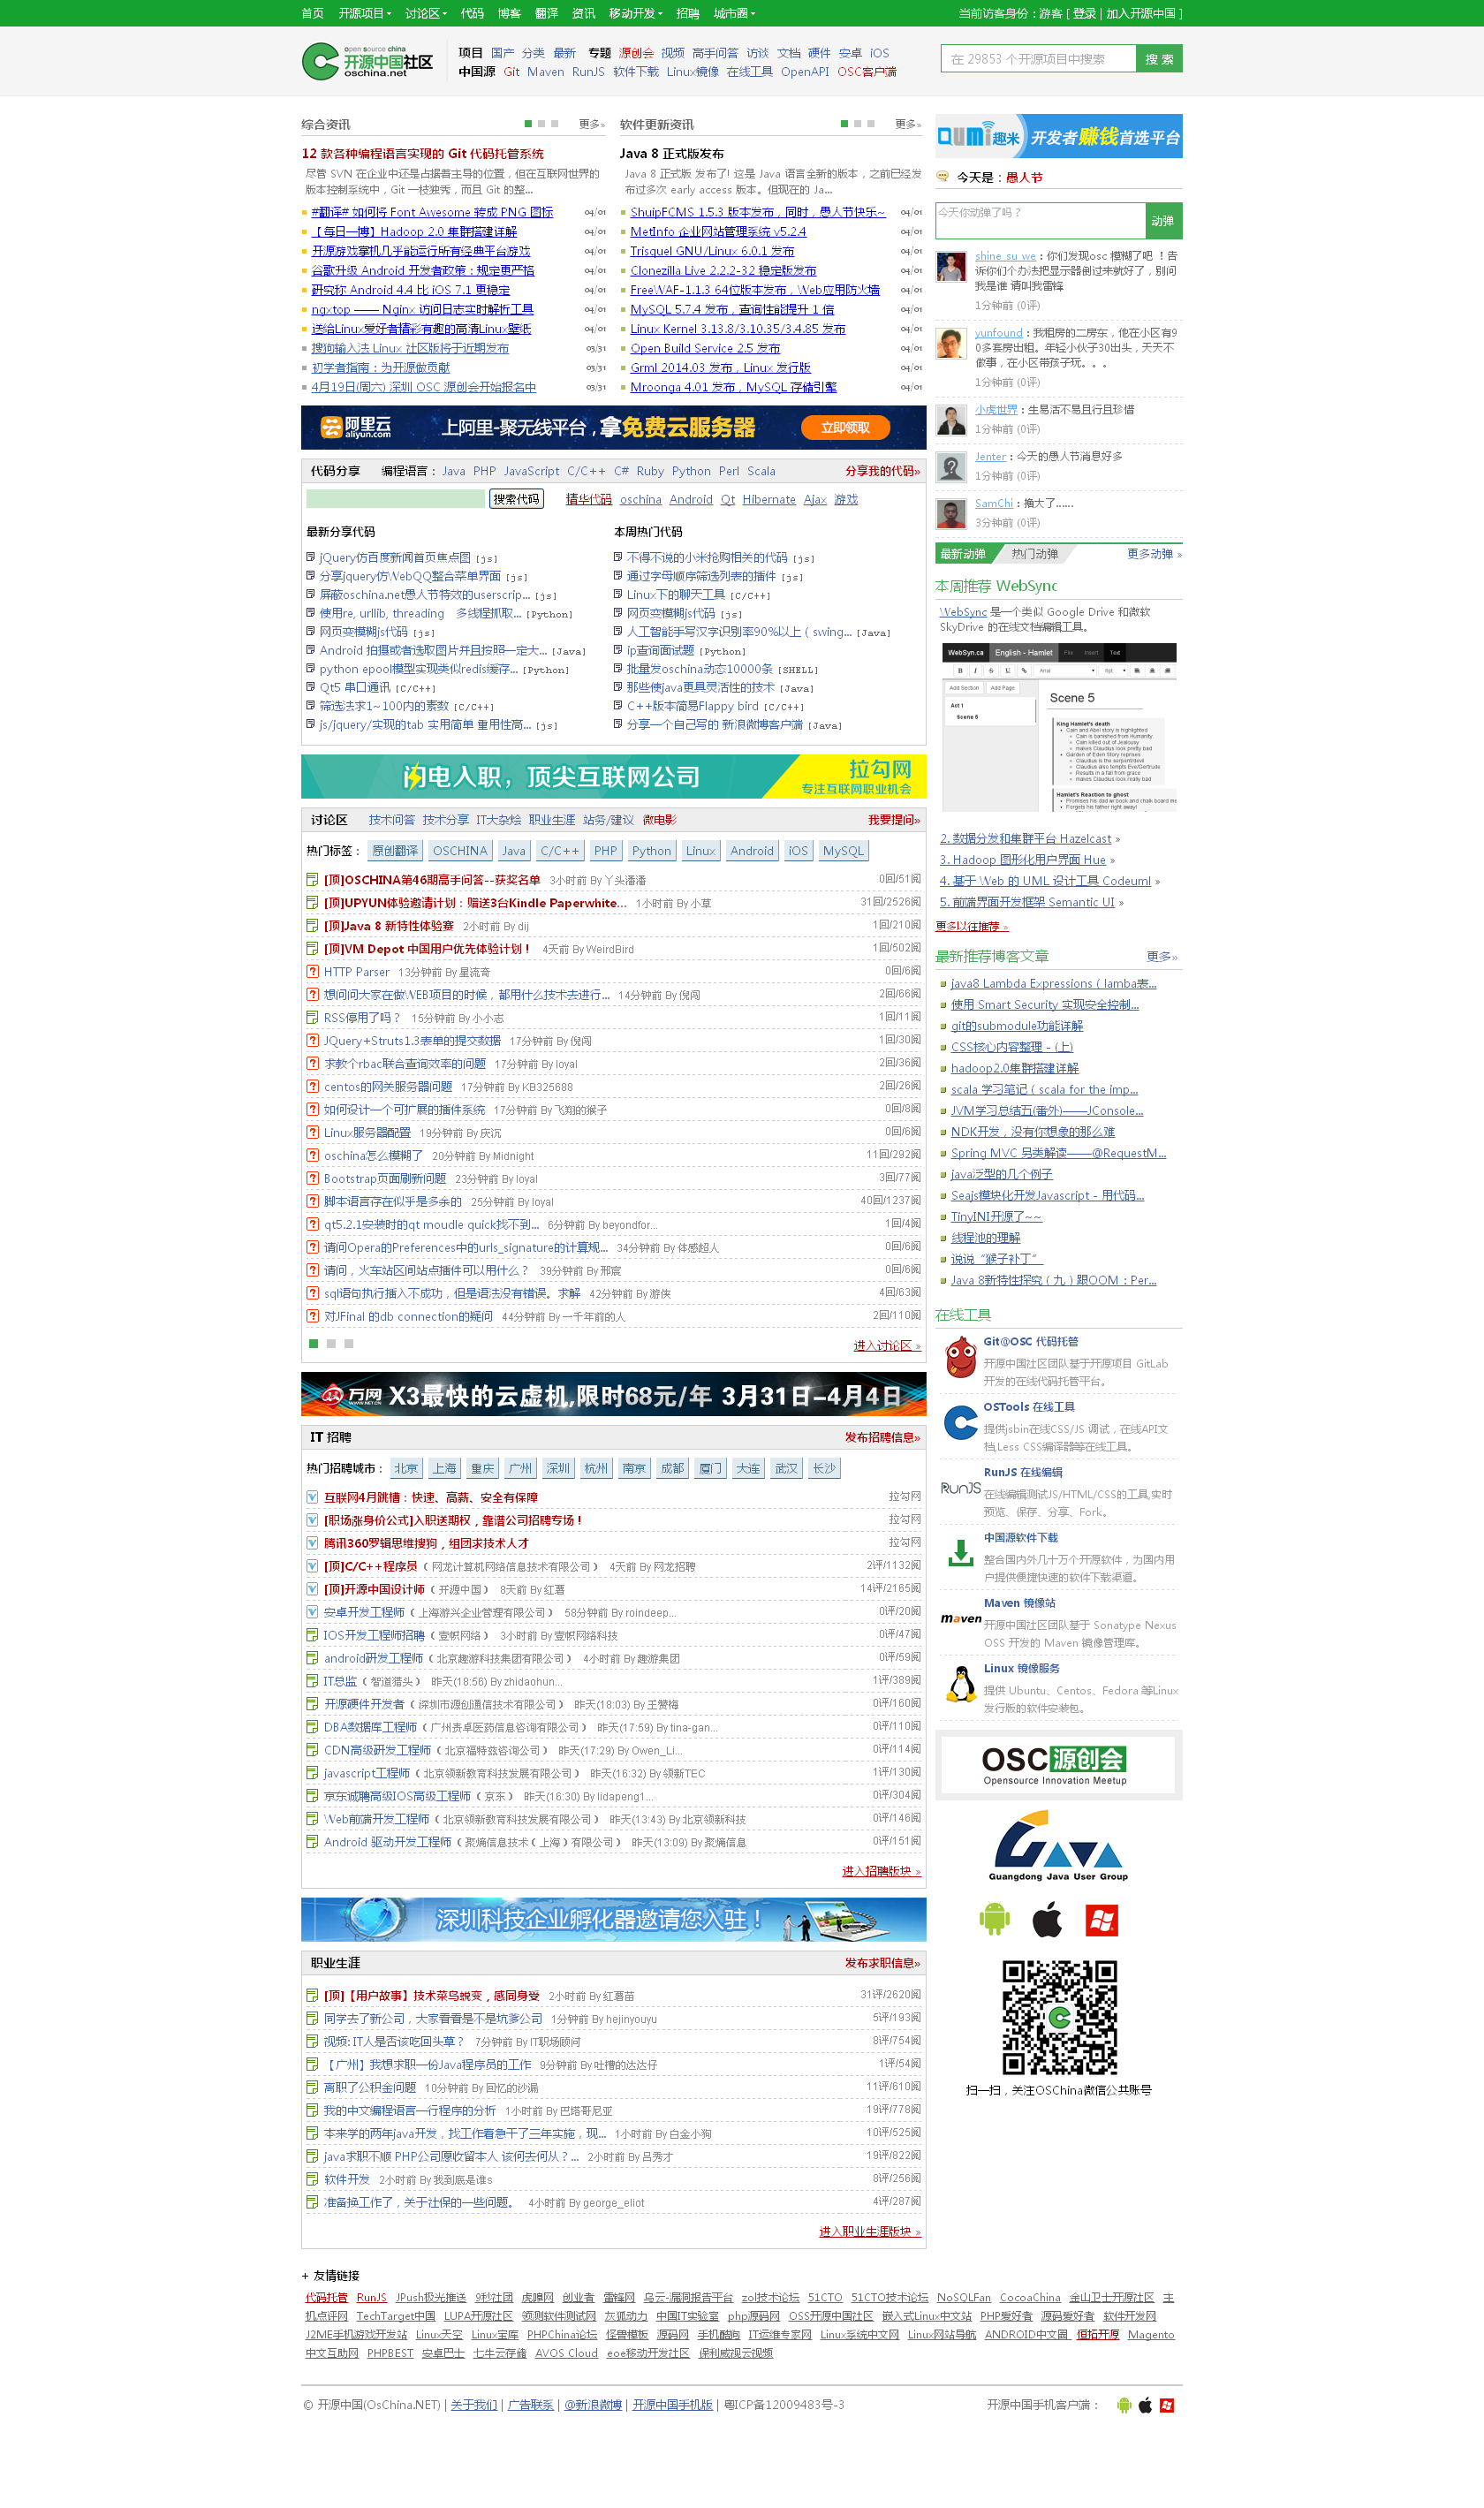 首页 开源项目 讨论区 代码 博客 翻译 资讯 移动开发 招聘 城市圈 当前访客身份：游客 [ 登录 | 加入开源中国 ]
open source china
开源中国社区
oschina.net
项目 国产 分类 最新 专题 源创会 视频 高手问答 访谈 文档 硬件 安卓 iOS
中国源 Git Maven RunJS 软件下载 Linux镜像 在线工具 OpenAPI OSC客户端
在 29853 个开源项目中搜索 搜 索
综合资讯 更多»
12 款各种编程语言实现的 Git 代码托管系统
尽管 SVN 在企业中还是占据着主导的位置，但在互联网世界的
版本控制系统中，Git 一枝独秀，而且 Git 的整...
#翻译# 如何将 Font Awesome 转成 PNG 图标 04/01
【每日一博】Hadoop 2.0 集群搭建详解 04/01
开源游戏掌机几乎能运行所有经典平台游戏 04/01
谷歌升级 Android 开发者政策：规定更严格 04/01
研究称 Android 4.4 比 iOS 7.1 更稳定 04/01
ngxtop —— Nginx 访问日志实时解析工具 04/01
送给Linux爱好者精彩有趣的高清Linux壁纸 04/01
搜狗输入法 Linux 社区版将于近期发布 03/31
初学者指南：为开源做贡献 03/31
4月19日(周六) 深圳 OSC 源创会开始报名中 03/31
软件更新资讯 更多»
Java 8 正式版发布
Java 8 正式版 发布了! 这是 Java 语言全新的版本，之前已经发
布过多次 early access 版本。但现在的 Ja...
ShuipFCMS 1.5.3 版本发布，同时，愚人节快乐~ 04/01
MetInfo 企业网站管理系统 v5.2.4 04/01
Trisquel GNU/Linux 6.0.1 发布 04/01
Clonezilla Live 2.2.2-32 稳定版发布 04/01
FreeWAF-1.1.3 64位版本发布，Web应用防火墙 04/01
MySQL 5.7.4 发布，查询性能提升 1 倍 04/01
Linux Kernel 3.13.8/3.10.35/3.4.85 发布 04/01
Open Build Service 2.5 发布 04/01
Grml 2014.03 发布，Linux 发行版 04/01
Mroonga 4.01 发布，MySQL 存储引擎 04/01
阿里云 aliyun.com 上阿里-聚无线平台，拿免费云服务器 立即领取
代码分享 编程语言： Java PHP JavaScript C/C++ C# Ruby Python Perl Scala 分享我的代码»
搜索代码 精华代码 oschina Android Qt Hibernate Ajax 游戏
最新分享代码
jQuery仿百度新闻首页焦点图 [js]
分享jquery仿WebQQ整合菜单界面 [js]
屏蔽oschina.net愚人节特效的userscrip... [js]
使用re, urllib, threading 多线程抓取... [Python]
网页变模糊js代码 [js]
Android 拍摄或者选取图片并且按照一定大... [Java]
python epool模型实现类似redis缓存... [Python]
Qt5 串口通讯 [C/C++]
筛选法求1~100内的素数 [C/C++]
js/jquery/实现的tab 实用简单 重用性高... [js]
本周热门代码
不得不说的小米抢购相关的代码 [js]
通过字母顺序筛选列表的插件 [js]
Linux下的聊天工具 [C/C++]
网页变模糊js代码 [js]
人工智能手写汉字识别率90%以上 ( swing... [Java]
ip查询面试题 [Python]
批量发oschina动态10000条 [SHELL]
那些使java更具灵活性的技术 [Java]
C++版本简易Flappy bird [C/C++]
分享一个自己写的 新浪微博客户端 [Java]
闪电入职，顶尖互联网公司 拉勾网
专注互联网职业机会
讨论区 技术问答 技术分享 IT大杂烩 职业生涯 站务/建议 微电影 我要提问»
热门标签： 原创翻译 OSCHINA Java C/C++ PHP Python Linux Android iOS MySQL
[顶]OSCHINA第46期高手问答--获奖名单 3小时前 By 丫头潘潘 0回/51阅
[顶]UPYUN体验邀请计划：赠送3台Kindle Paperwhite... 1小时前 By 小草 31回/2526阅
[顶]Java 8 新特性体验赛 2小时前 By dij 1回/210阅
[顶]VM Depot 中国用户优先体验计划！ 4天前 By WeirdBird 1回/502阅
HTTP Parser 13分钟前 By 星流奇 0回/6阅
想问问大家在做WEB项目的时候，都用什么技术去进行... 14分钟前 By 倪闯 2回/66阅
RSS停用了吗？ 15分钟前 By 小小志 1回/11阅
JQuery+Struts1.3表单的提交数据 17分钟前 By 倪闯 1回/30阅
求教个rbac联合查询效率的问题 17分钟前 By loyal 2回/36阅
centos的网关服务器问题 17分钟前 By KB325688 2回/26阅
如何设计一个可扩展的插件系统 17分钟前 By 飞翔的猴子 0回/8阅
Linux服务器配置 19分钟前 By 庆沉 0回/6阅
oschina怎么模糊了 20分钟前 By Midnight 11回/292阅
Bootstrap页面刷新问题 23分钟前 By loyal 3回/77阅
脚本语言存在似乎是多余的 25分钟前 By loyal 40回/1237阅
qt5.2.1安装时的qt moudle quick找不到... 6分钟前 By beyondfor... 1回/4阅
请问Opera的Preferences中的urls_signature的计算规... 34分钟前 By 体感超人 0回/6阅
请问，火车站区间站点插件可以用什么？ 39分钟前 By 邢宸 0回/6阅
sql语句执行插入不成功，但是语法没有错误。求解 42分钟前 By 游侠 4回/63阅
对JFinal 的db connection的疑问 44分钟前 By 一千年前的人 2回/110阅
进入讨论区 »
万网 X3最快的云虚机,限时68元/年 3月31日-4月4日
IT 招聘 发布招聘信息»
热门招聘城市： 北京 上海 重庆 广州 深圳 杭州 南京 成都 厦门 大连 武汉 长沙
互联网4月跳槽：快速、高薪、安全有保障 拉勾网
[职场涨身价公式]入职送期权，靠谱公司招聘专场！ 拉勾网
腾讯360罗辑思维搜狗，组团求技术人才 拉勾网
[顶]C/C++程序员（网龙计算机网络信息技术有限公司） 4天前 By 网龙招聘 2评/1132阅
[顶]开源中国设计师（开源中国） 8天前 By 红薯 14评/2165阅
安卓开发工程师（上海游兴企业管理有限公司） 58分钟前 By roindeep... 0评/20阅
IOS开发工程师招聘（壹帜网络） 3小时前 By 壹帜网络科技 0评/47阅
android研发工程师（北京趣游科技集团有限公司） 4小时前 By 趣游集团 0评/59阅
IT总监（智道猎头） 昨天(18:56) By zhidaohun... 1评/389阅
开源硬件开发者（深圳市源创通信技术有限公司） 昨天(18:03) By 王赞梅 0评/160阅
DBA数据库工程师（广州贵卓医药信息咨询有限公司） 昨天(17:59) By tina-gan... 0评/110阅
CDN高级研发工程师（北京福特兹咨询公司） 昨天(17:29) By Owen_Li... 0评/114阅
javascript工程师（北京领新教育科技发展有限公司） 昨天(16:32) By 领新TEC 1评/130阅
京东诚聘高级IOS高级工程师（京东） 昨天(16:30) By lidapeng1... 0评/304阅
Web前端开发工程师（北京领新教育科技发展有限公司） 昨天(13:43) By 北京领新科技 0评/146阅
Android 驱动开发工程师（聚熵信息技术（上海）有限公司） 昨天(13:09) By 聚熵信息 0评/151阅
进入招聘版块 »
深圳科技企业孵化器邀请您入驻！
职业生涯 发布求职信息»
[顶]【用户故事】技术菜鸟蜕变，感同身受 2小时前 By 红薯苗 31评/2620阅
同学去了新公司，大家看看是不是坑爹公司 1分钟前 By hejinyouyu 5评/193阅
视频: IT人是否该吃回头草？ 7分钟前 By IT职场顾问 8评/754阅
【广州】我想求职一份Java程序员的工作 9分钟前 By 吐槽的达达仔 1评/54阅
离职了公积金问题 10分钟前 By 回忆的沙漏 11评/610阅
我的中文编程语言一行程序的分析 1小时前 By 巴塔哥尼亚 19评/778阅
本来学的两年java开发，找工作着急干了三年实施，现... 1小时前 By 白金小狗 10评/525阅
java求职不顺 PHP公司愿收留本人 该何去何从？... 2小时前 By 吕秀才 19评/822阅
软件开发 2小时前 By 我到底是谁s 8评/256阅
准备换工作了，关于社保的一些问题。 4小时前 By george_eliot 4评/287阅
进入职业生涯版块 »
QUMi趣米 开发者赚钱首选平台
今天是：愚人节
今天你动弹了吗？ 动弹
shine_su_we：你们发现osc 模糊了吧 ！告
诉你们个办法把显示器倒过来就好了，别问
我是谁 请叫我雷锋
1分钟前 (0评)
yunfound：我租房的二房东，他在小区有9
0多套房出租。年轻小伙子30出头，天天不
做事，在小区带孩子玩。。。
1分钟前 (0评)
小虎世界：生易活不易且行且珍惜
1分钟前 (0评)
Jenter：今天的愚人节消息好多
1分钟前 (0评)
SamChi：搞大了……
3分钟前 (0评)
最新动弹 热门动弹 更多动弹 »
本周推荐 WebSync
WebSync 是一个类似 Google Drive 和微软
SkyDrive 的在线文档编辑工具。
WebSyn.ca English - Hamlet File Insert Text
Add Section Add Page
Act 1
Scene 5
Scene 5
King Hamlet's death
Cain and Abel story is highlighted
Cain is banished from Humanity
Cain killed out of Jealousy
makes Claudius look really bad
Garden of Eden Story reprises
Claudius is the serpent/devil
Claudius also tempts Eve/Gertrude
Results in a fall from grace
makes Claudius look pretty bad
Hamlet's Reaction to ghost
Promises his dad w book and chalk board
Forgets his father right away!
2. 数据分发和集群平台 Hazelcast »
3. Hadoop 图形化用户界面 Hue »
4. 基于 Web 的 UML 设计工具 Codeuml »
5. 前端界面开发框架 Semantic UI »
更多以往推荐 »
最新推荐博客文章 更多»
java8 Lambda Expressions ( lamba表...
使用 Smart Security 实现安全控制...
git的submodule功能详解
CSS核心内容整理 - (上)
hadoop2.0集群搭建详解
scala 学习笔记 ( scala for the imp...
JVM学习总结五(番外)——JConsole...
NDK开发，没有你想象的那么难
Spring MVC 另类解读——@RequestM...
java泛型的几个例子
Seajs模块化开发Javascript - 用代码...
TinyINI开源了~~
线程池的理解
说说“猴子补丁”
Java 8新特性探究（九）跟OOM：Per...
在线工具
Git@OSC 代码托管
开源中国社区团队基于开源项目 GitLab
开发的在线代码托管平台。
OSTools 在线工具
提供jsbin在线CSS/JS 调试，在线API文
档,Less CSS编译器等在线工具。
RunJS RunJS 在线编辑
在线编辑测试JS/HTML/CSS的工具,实时
预览、保存、分享、Fork。
中国源软件下载
整合国内外几十万个开源软件，为国内用
户提供便捷快速的软件下载渠道。
maven Maven 镜像站
开源中国社区团队基于 Sonatype Nexus
OSS 开发的 Maven 镜像管理库。
Linux 镜像服务
提供 Ubuntu、Centos、Fedora 等Linux
发行版的软件安装包。
OSC源创会
Opensource Innovation Meetup
GJAVA
Guangdong Java User Group
扫一扫，关注OSChina微信公共账号
+ 友情链接
代码托管 RunJS JPush极光推送 9秒社团 虎嗅网 创业者 雷锋网 乌云-漏洞报告平台 zol技术论坛 51CTO 51CTO技术论坛 NoSQLFan CocoaChina 金山卫士开源社区 主
机点评网 TechTarget中国 LUPA开源社区 领测软件测试网 灰狐动力 中国IT实验室 php源码网 OSS开源中国社区 嵌入式Linux中文站 PHP爱好者 源码爱好者 软件开发网
J2ME手机游戏开发站 Linux天空 Linux宝库 PHPChina论坛 怪兽模板 源码网 手机酷狗 IT运维专家网 Linux系统中文网 Linux网站导航 ANDROID中文圈 恒拓开源 Magento
中文互助网 PHPBEST 安卓巴士 七牛云存储 AVOS Cloud eoe移动开发社区 保利威视云视频
© 开源中国(OsChina.NET) | 关于我们 | 广告联系 | @新浪微博 | 开源中国手机版 | 粤ICP备12009483号-3 开源中国手机客户端：